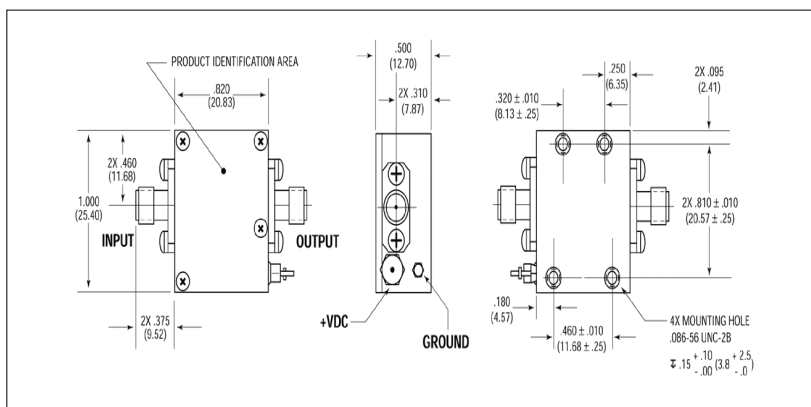 PRODUCT IDENTIFICATION AREA
.820
(20.83)
2X .460
(11.68)
1.000
(25.40)
INPUT
OUTPUT
2X .375
(9.52)
.500
(12.70)
2X .310
(7.87)
+VDC
GROUND
.250
(6.35)
2X .095
(2.41)
.320 ± .010
(8.13 ± .25)
2X .810 ± .010
(20.57 ± .25)
.180
(4.57)
.460 ± .010
(11.68 ± .25)
4X MOUNTING HOLE
.086-56 UNC-2B
↧ .15 + .10 - .00 (3.8 + 2.5 - .0 )